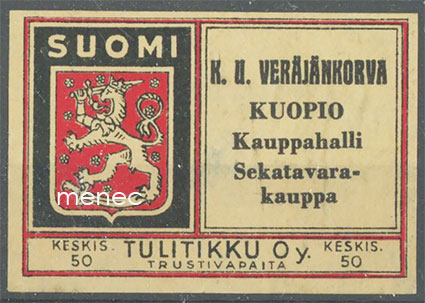 SUOMI
K. U. VERÄJÄNKORVA
KUOPIO
Kauppahalli
Sekatavara-
kauppa
menec
KESKIS.
50
TULITIKKU Oy.
TRUSTIVAPAITA
KESKIS.
50